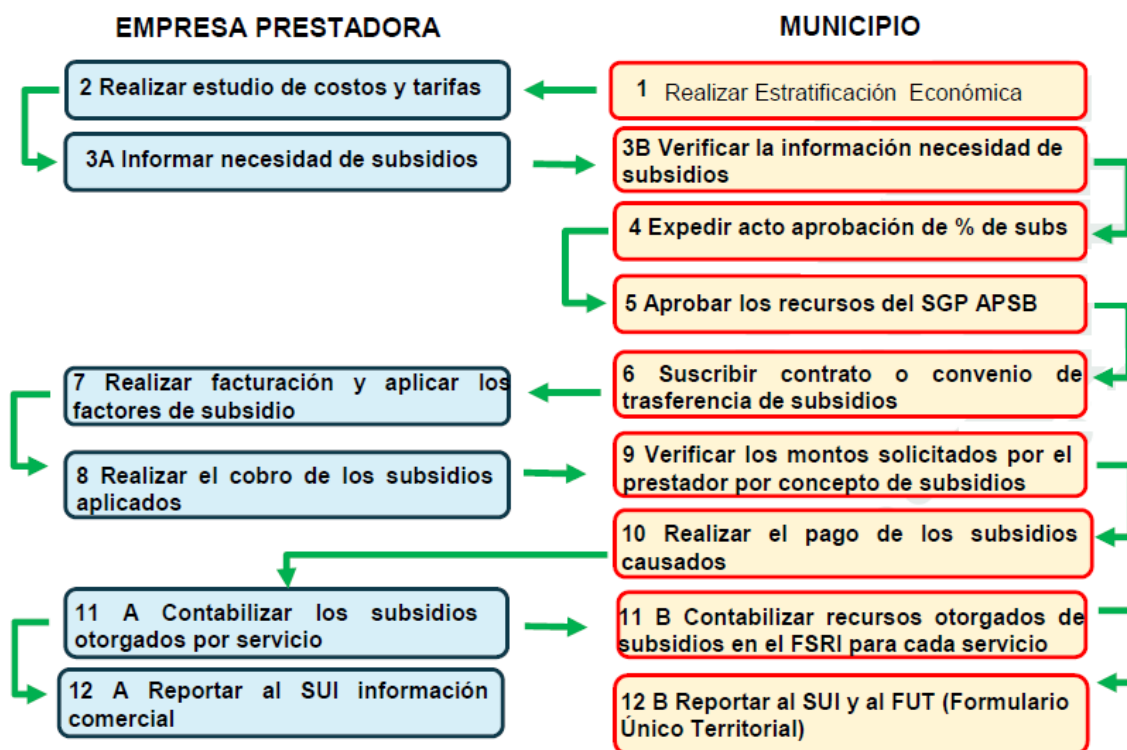 EMPRESA PRESTADORA
MUNICIPIO
2 Realizar estudio de costos y tarifas
1 Realizar Estratificación Económica
3A Informar necesidad de subsidios
3B Verificar la información necesidad de
subsidios
4 Expedir acto aprobación de % de subs
5 Aprobar los recursos del SGP APSB
7 Realizar facturación y aplicar los
factores de subsidio
6 Suscribir contrato o convenio de
trasferencia de subsidios
8 Realizar el cobro de los subsidios
aplicados
9 Verificar los montos solicitados por el
prestador por concepto de subsidios
10 Realizar el pago de los subsidios
causados
11 A Contabilizar los subsidios
otorgados por servicio
11 B Contabilizar recursos otorgados de
subsidios en el FSRI para cada servicio
12 A Reportar al SUI información
comercial
12 B Reportar al SUI y al FUT (Formulario
Único Territorial)